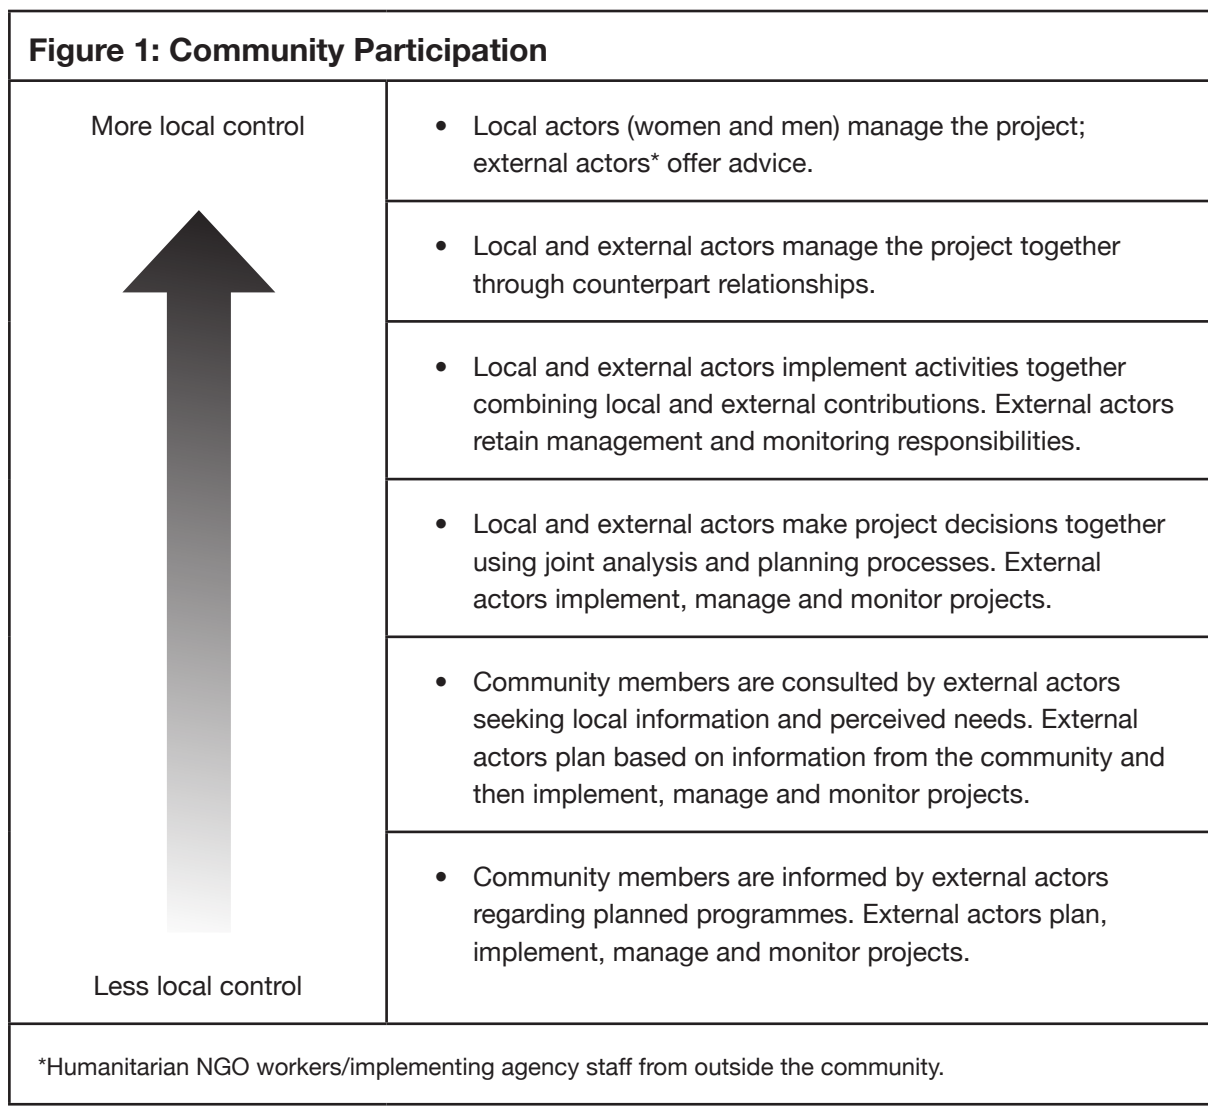 Figure 1: Community Participation
More local control
• Local actors (women and men) manage the project;
external actors* offer advice.
• Local and external actors manage the project together
through counterpart relationships.
• Local and external actors implement activities together
combining local and external contributions. External actors
retain management and monitoring responsibilities.
• Local and external actors make project decisions together
using joint analysis and planning processes. External
actors implement, manage and monitor projects.
• Community members are consulted by external actors
seeking local information and perceived needs. External
actors plan based on information from the community and
then implement, manage and monitor projects.
• Community members are informed by external actors
regarding planned programmes. External actors plan,
implement, manage and monitor projects.
Less local control
*Humanitarian NGO workers/implementing agency staff from outside the community.